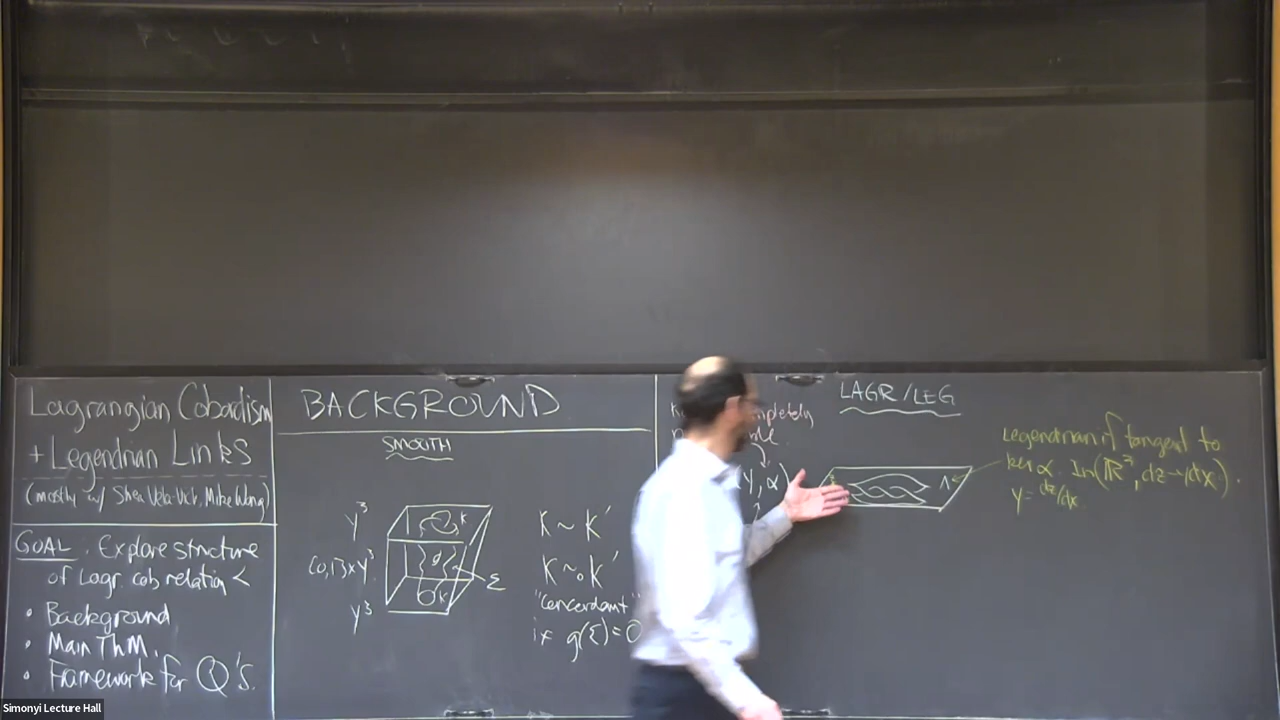 Lagrangian Cobordism
+ Legendrian Links
(mostly w/ Shea Vela-Vick, Mike Wong)
GOAL. Explore structure
of Lagr. cob. relation <
• Background
• Main Thm.
• Framework for Q's.
BACKGROUND
SMOOTH
Y³
[0,1]×Y³
Y³
K
K'
Σ
K ~ K'
K ~₀ K'
"concordant"
if g(Σ)=0
LAGR/LEG
completely
Y, α)
Λ
Legendrian if tangent to
ker α. In (ℝ³, dz-ydx).
y = dz/dx
Simonyi Lecture Hall